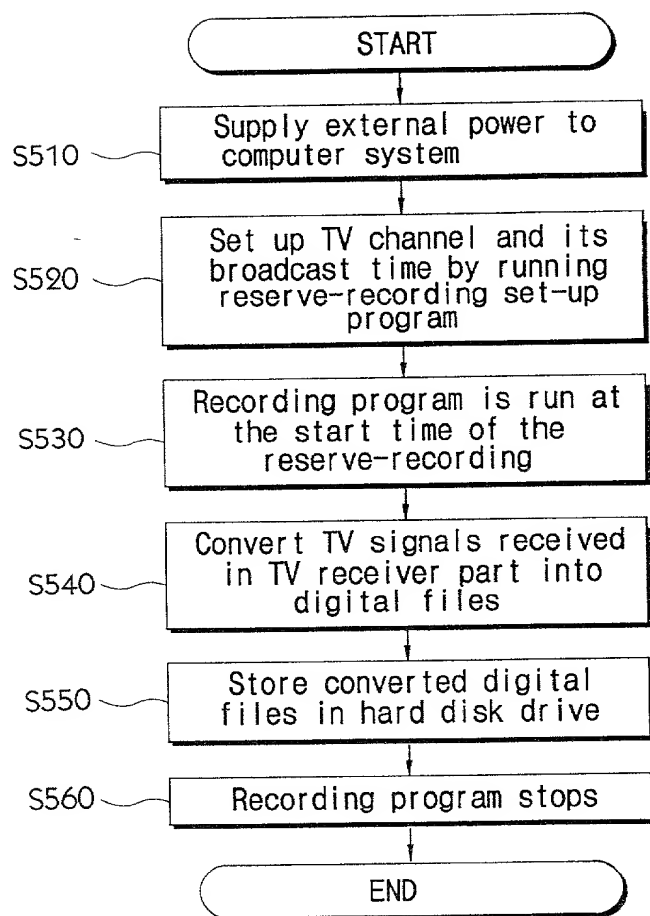 START
S510
Supply external power to
computer system
S520
Set up TV channel and its
broadcast time by running
reserve-recording set-up
program
S530
Recording program is run at
the start time of the
reserve-recording
S540
Convert TV signals received
in TV receiver part into
digital files
S550
Store converted digital
files in hard disk drive
S560
Recording program stops
END